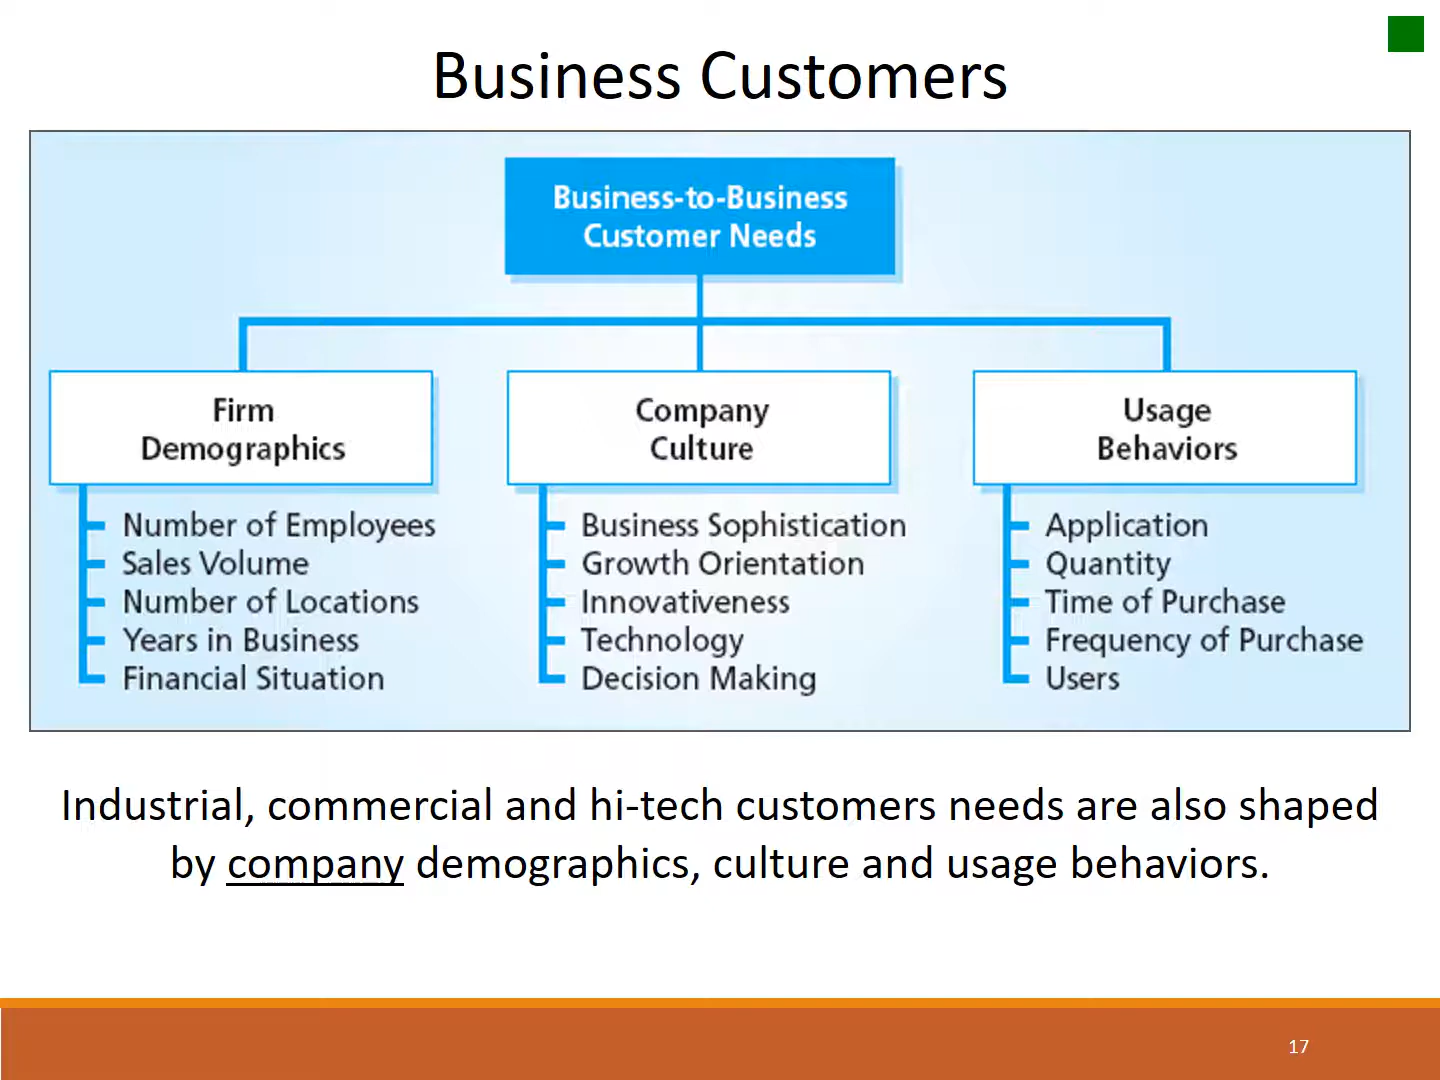 Business Customers
Business-to-Business
Customer Needs
Firm
Demographics
Number of Employees
Sales Volume
Number of Locations
Years in Business
Financial Situation
Company
Culture
Business Sophistication
Growth Orientation
Innovativeness
Technology
Decision Making
Usage
Behaviors
Application
Quantity
Time of Purchase
Frequency of Purchase
Users
Industrial, commercial and hi-tech customers needs are also shaped
by company demographics, culture and usage behaviors.
17